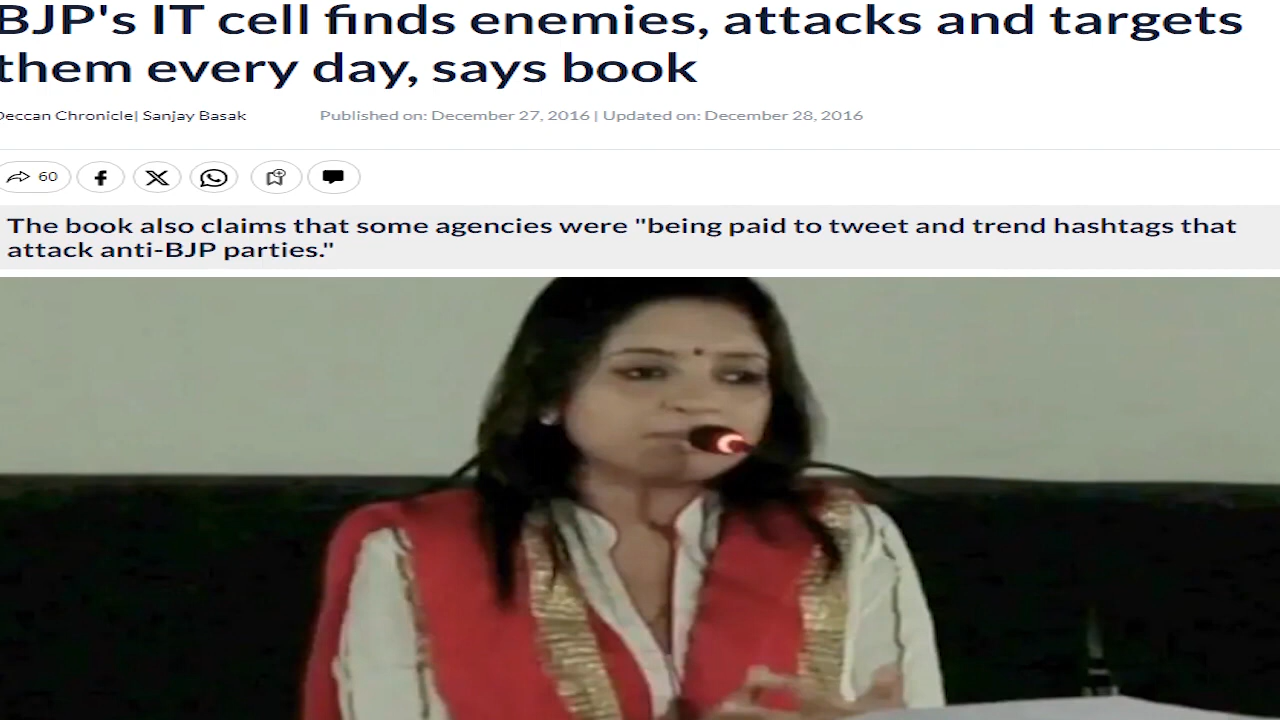 BJP's IT cell finds enemies, attacks and targets
them every day, says book
Deccan Chronicle| Sanjay Basak
Published on: December 27, 2016 | Updated on: December 28, 2016
60
The book also claims that some agencies were "being paid to tweet and trend hashtags that
attack anti-BJP parties."